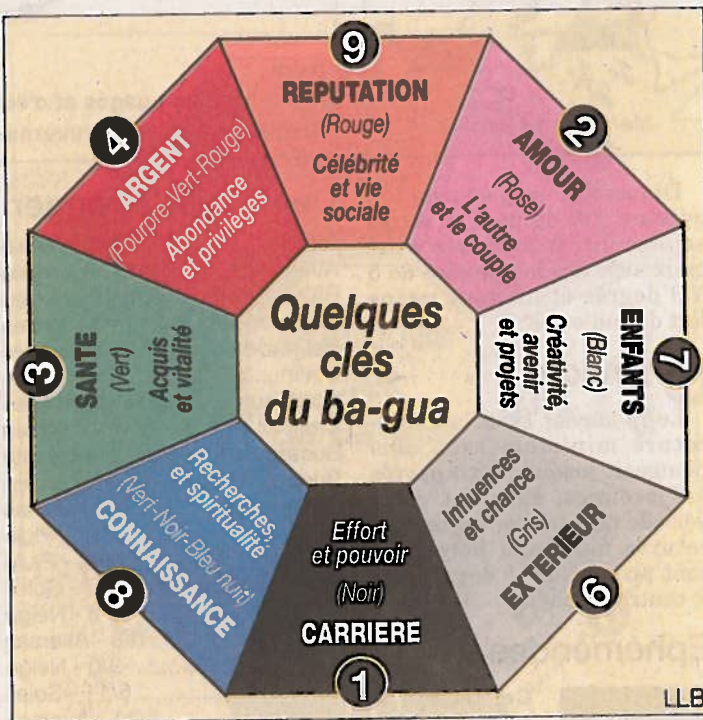 9
REPUTATION
(Rouge)
Célébrité
et vie
sociale
2
AMOUR
(Rose)
L'autre
et le couple
7
ENFANTS
(Blanc)
Créativité,
avenir
et projets
6
EXTERIEUR
(Gris)
Influences
et chance
1
Effort
et pouvoir
(Noir)
CARRIERE
8
Recherches,
et spiritualité
(Vert-Noir-Bleu nuit)
CONNAISSANCE
3
SANTE
(Vert)
Acquis
et vitalité
4
ARGENT
(Pourpre-Vert-Rouge)
Abondance
et privilèges
Quelques
clés
du ba-gua
LLB